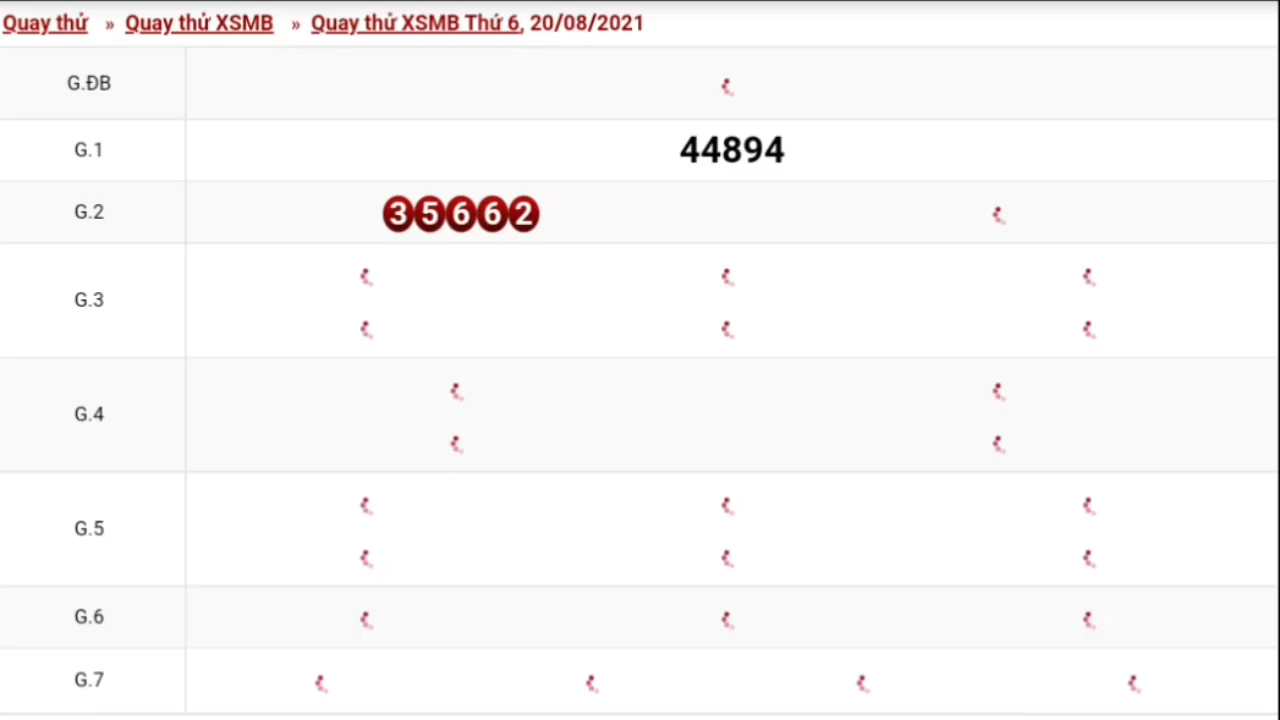 Quay thử » Quay thử XSMB » Quay thử XSMB Thứ 6, 20/08/2021
G.ĐB
G.1 44894
G.2 35662
G.3
G.4
G.5
G.6
G.7